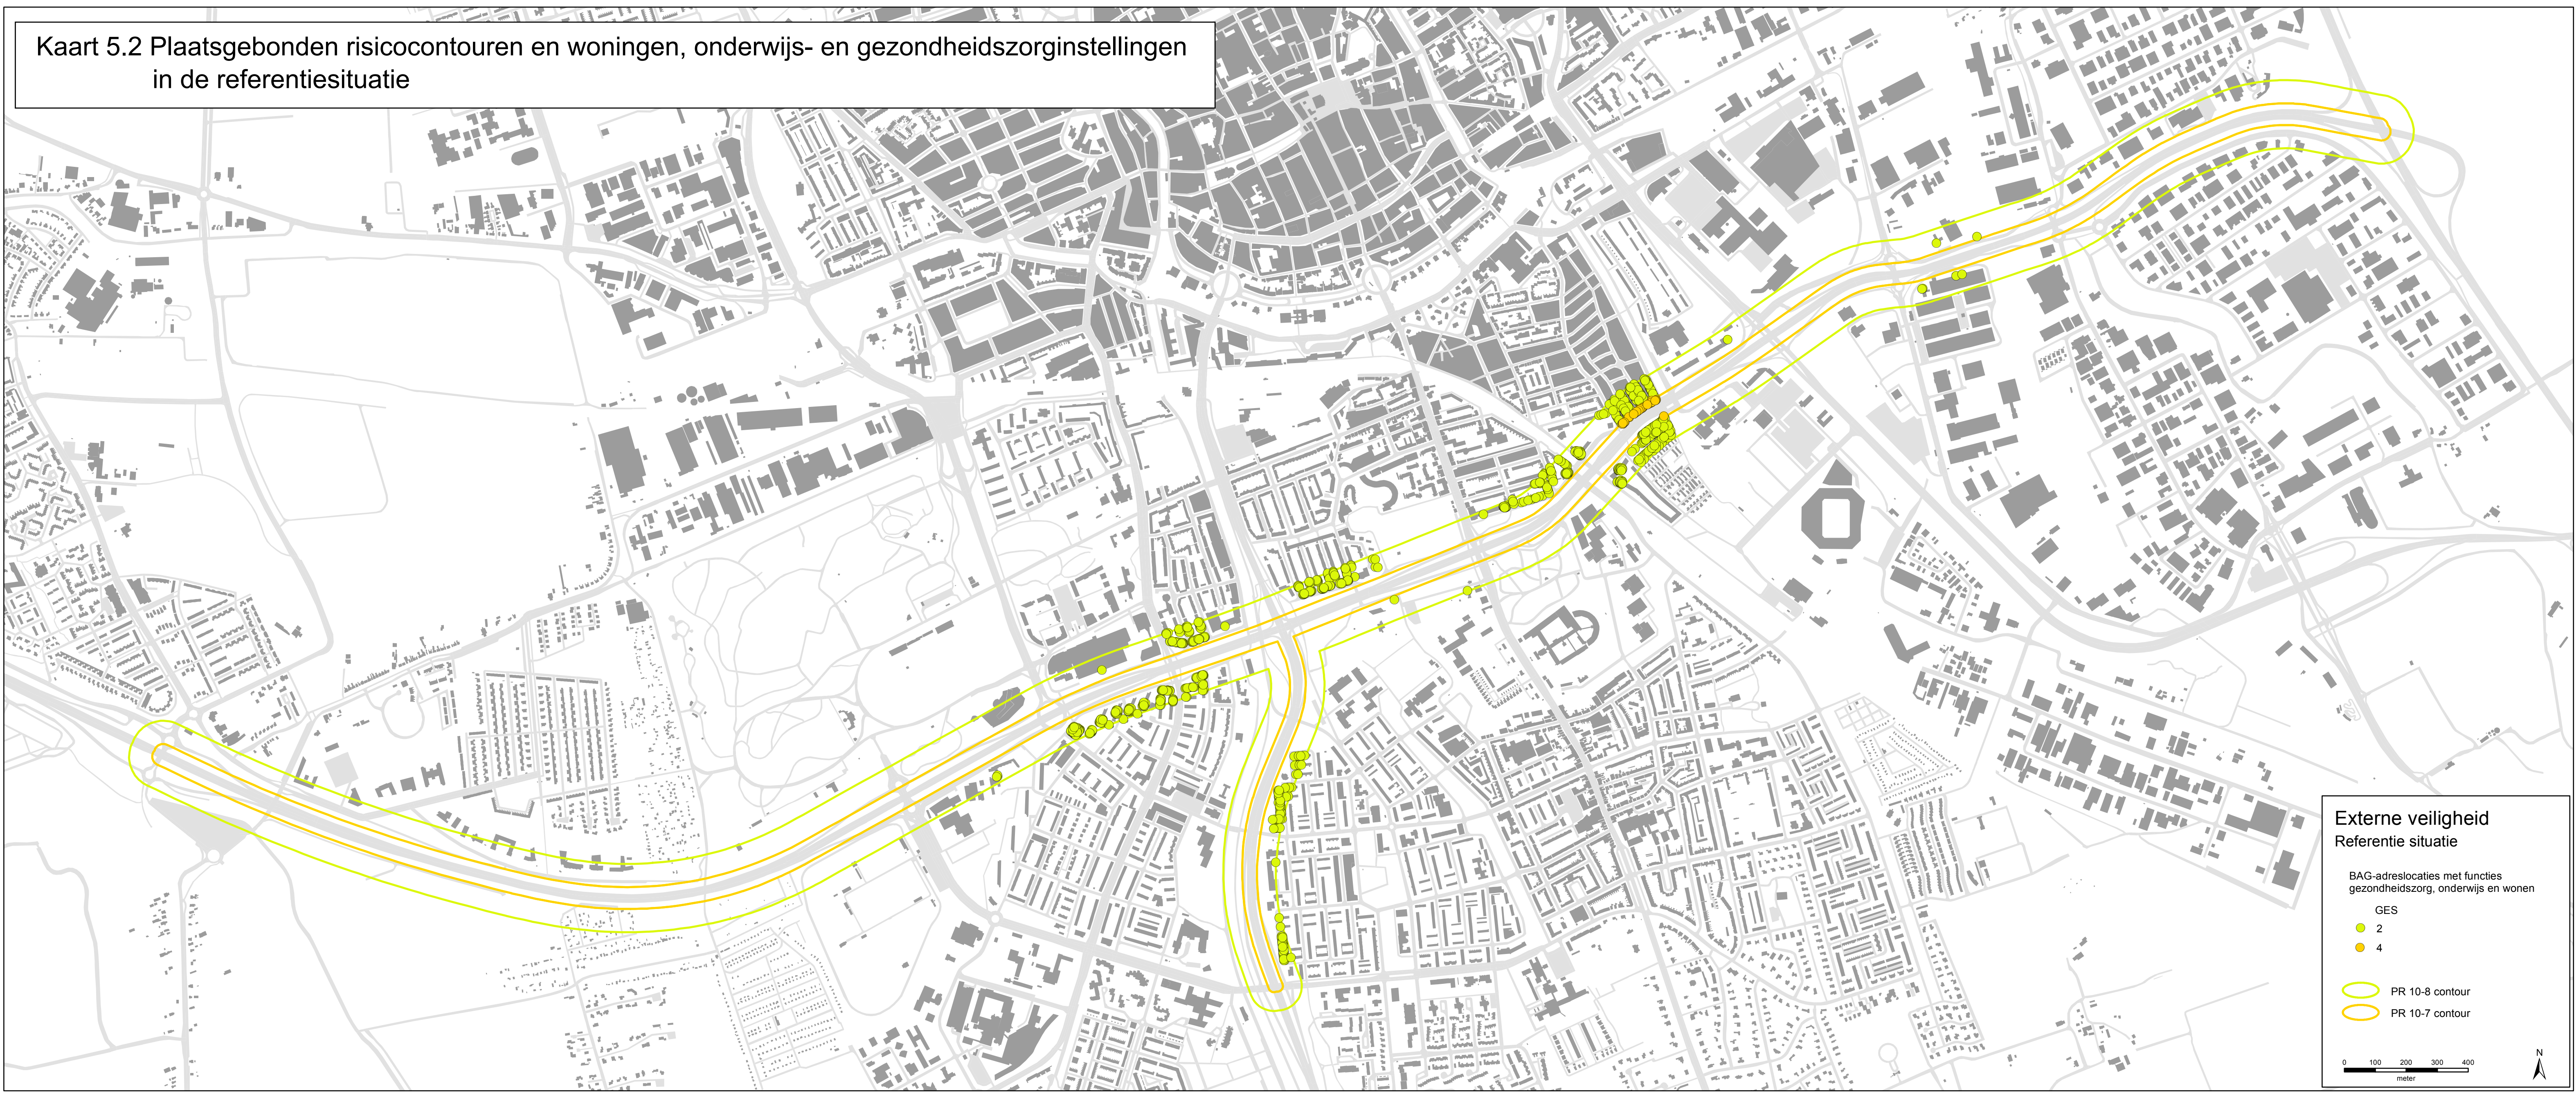 Kaart 5.2 Plaatsgebonden risicocontouren en woningen, onderwijs- en gezondheidszorginstellingen
in de referentiesituatie
Externe veiligheid
Referentie situatie
BAG-adreslocaties met functies
gezondheidszorg, onderwijs en wonen
GES
2
4
PR 10-8 contour
PR 10-7 contour
0 100 200 300 400
meter
N